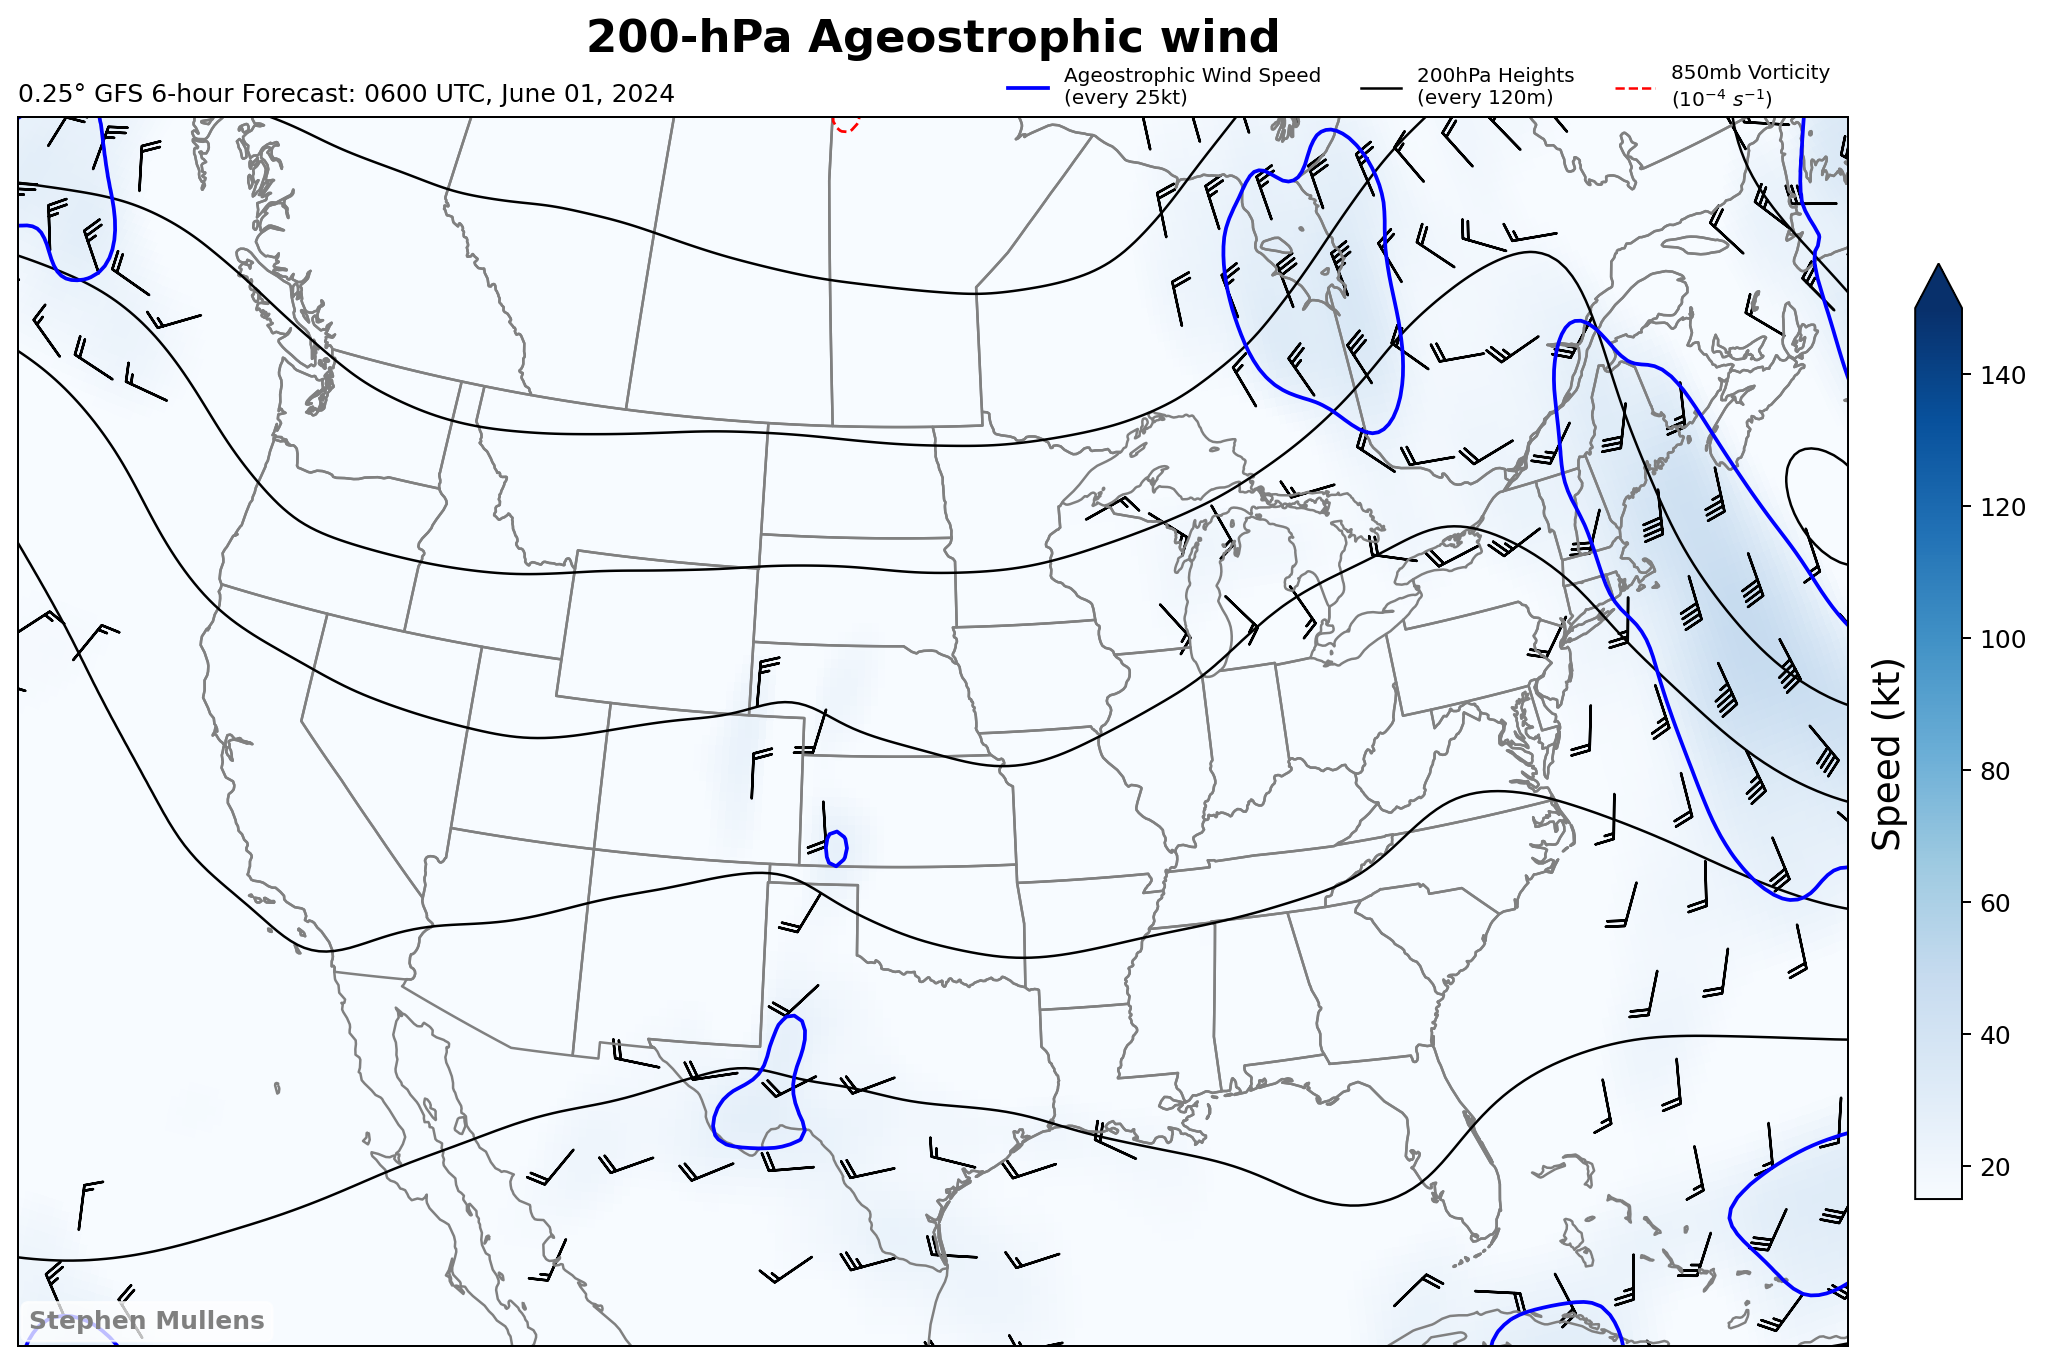 200-hPa Ageostrophic wind
0.25° GFS 6-hour Forecast: 0600 UTC, June 01, 2024
Ageostrophic Wind Speed
(every 25kt)
200hPa Heights
(every 120m)
850mb Vorticity
(10⁻⁴ s⁻¹)
140
120
100
80
60
40
20
Speed (kt)
Stephen Mullens